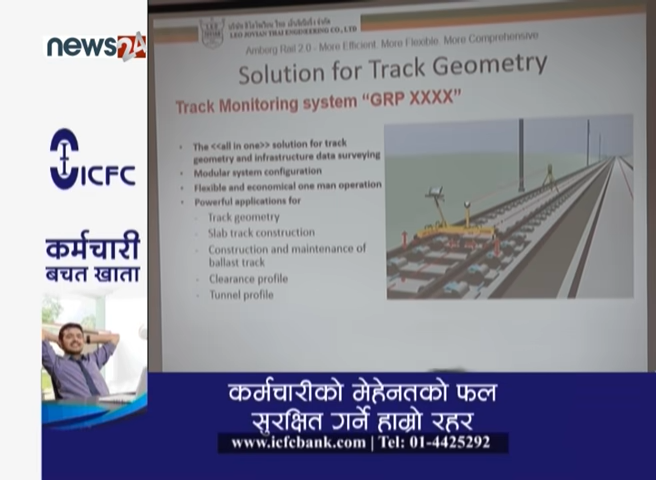 news24
ICFC
कर्मचारी
बचत खाता
LEO JINYIAN THAI ENGINEERING CO., LTD
Amberg Rail 2.0 - More Efficient. More Flexible. More Comprehensive
Solution for Track Geometry
Track Monitoring system “GRP XXXX”
• The <<all in one>> solution for track
geometry and infrastructure data surveying
• Modular system configuration
• Flexible and economical one man operation
• Powerful applications for
- Track geometry
- Slab track construction
- Construction and maintenance of
ballast track
- Clearance profile
- Tunnel profile
कर्मचारीको मेहेनतको फल
सुरक्षित गर्ने हाम्रो रहर
www.icfcbank.com | Tel: 01-4425292